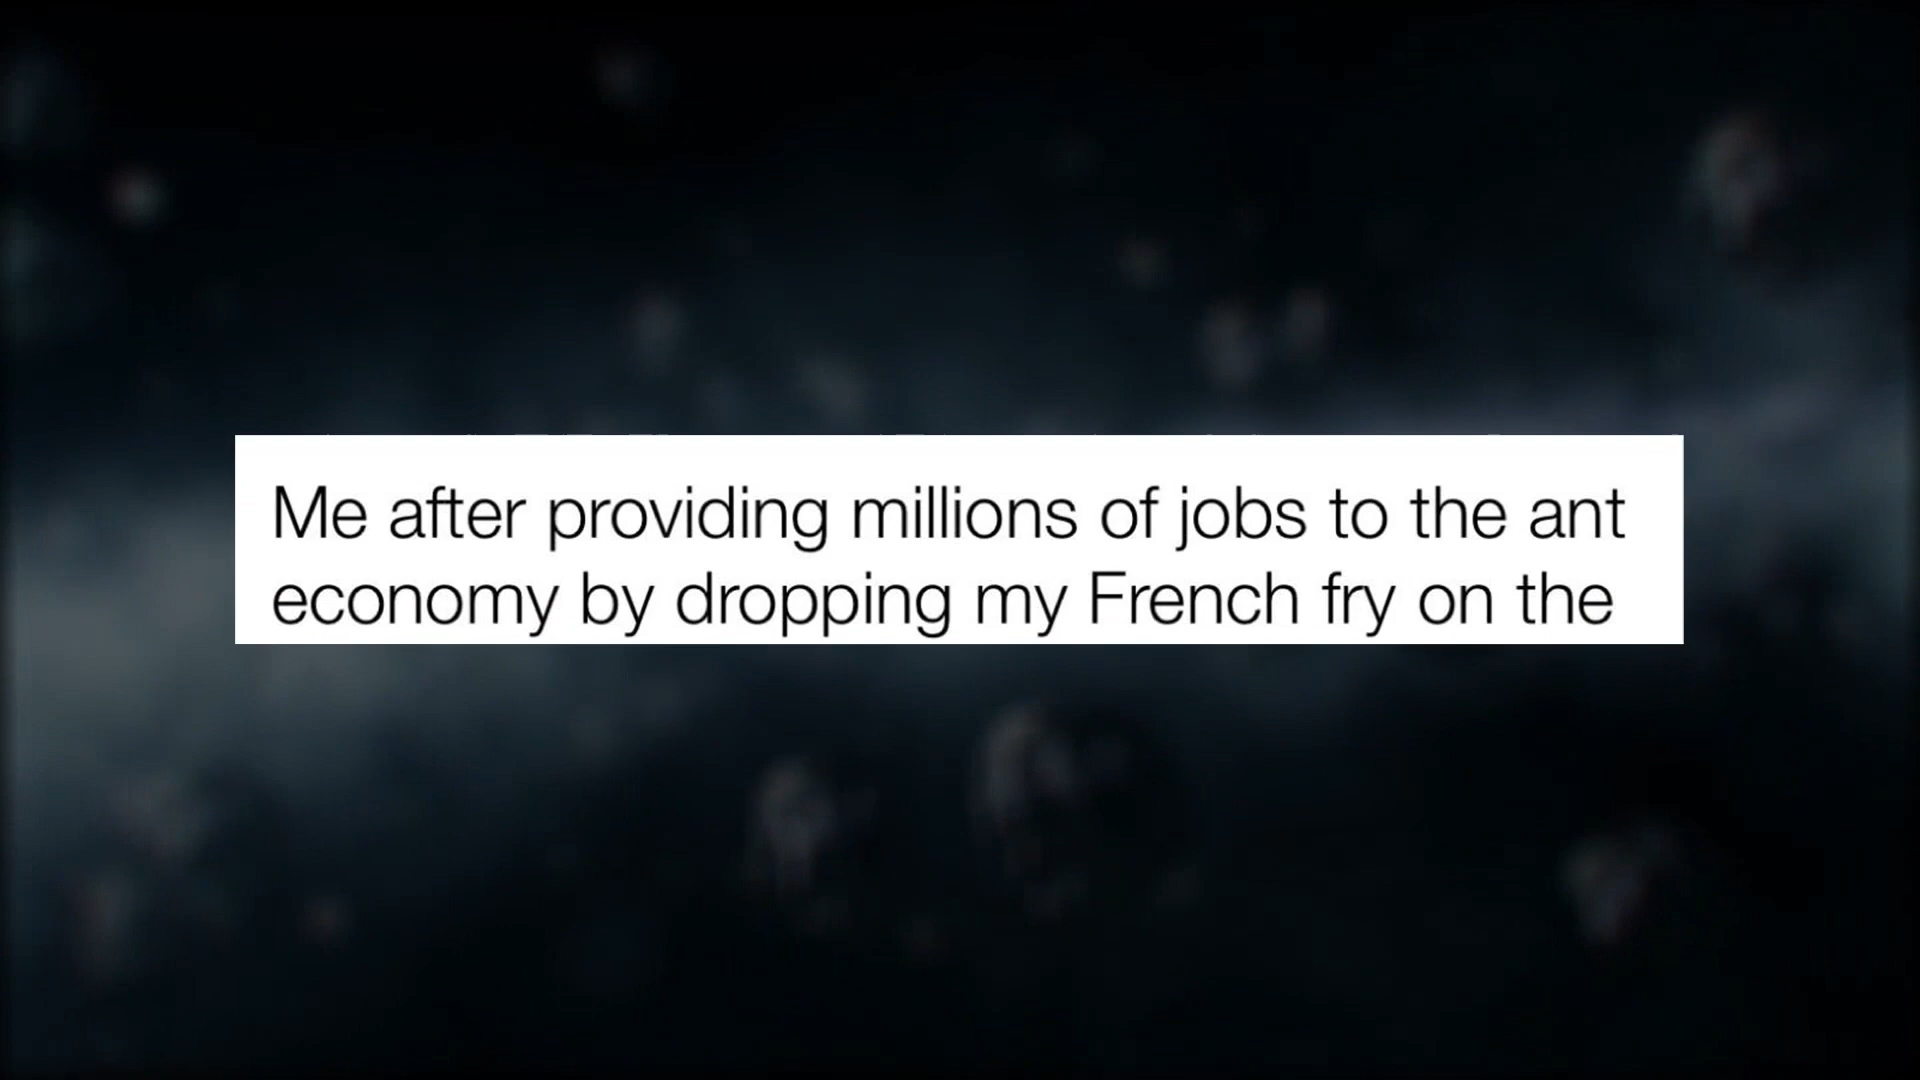 Me after providing millions of jobs to the ant
economy by dropping my French fry on the